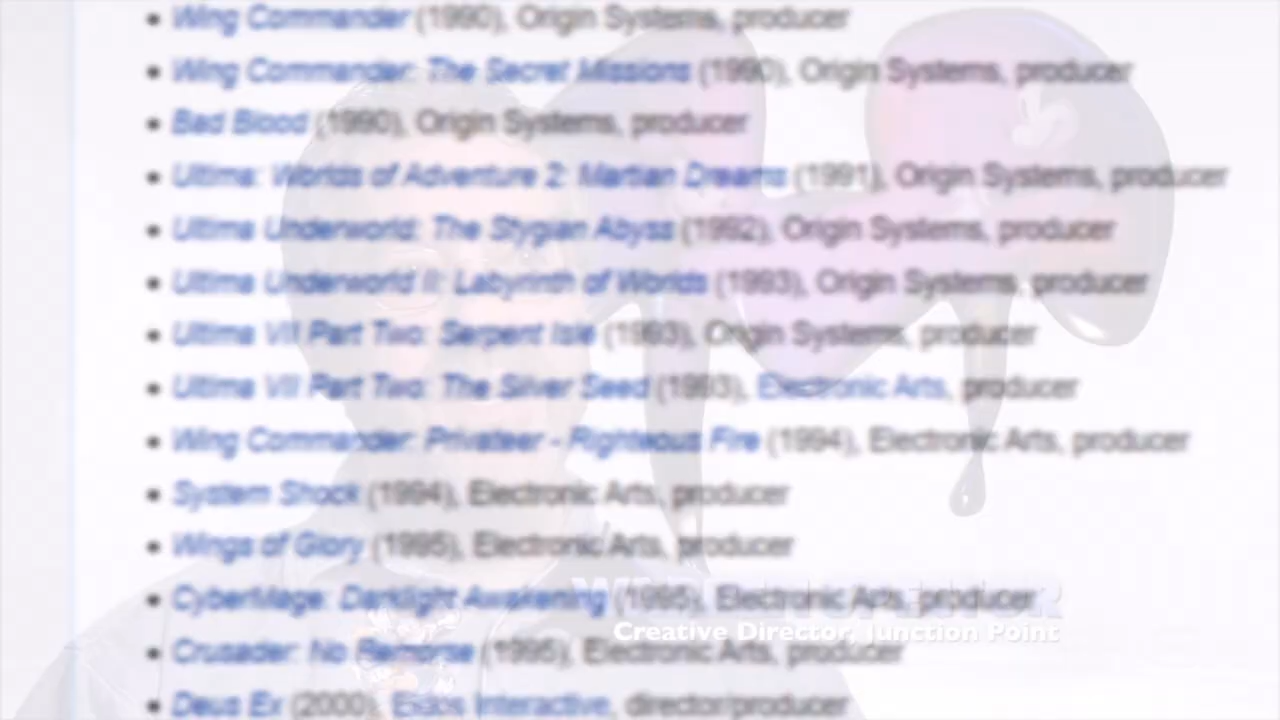 Wing Commander (1990), Origin Systems, producer
Wing Commander: The Secret Missions (1990), Origin Systems, producer
Bad Blood (1990), Origin Systems, producer
Ultima: Worlds of Adventure 2: Martian Dreams (1991), Origin Systems, producer
Ultima Underworld: The Stygian Abyss (1992), Origin Systems, producer
Ultima Underworld II: Labyrinth of Worlds (1993), Origin Systems, producer
Ultima VII Part Two: Serpent Isle (1993), Origin Systems, producer
Ultima VII Part Two: The Silver Seed (1993), Electronic Arts, producer
Wing Commander: Privateer - Righteous Fire (1994), Electronic Arts, producer
System Shock (1994), Electronic Arts, producer
Wings of Glory (1995), Electronic Arts, producer
CyberMage: Darklight Awakening (1995), Electronic Arts, producer
Creative Director, Junction Point
Crusader: No Remorse (1995), Electronic Arts, producer
Deus Ex (2000), Eidos Interactive, director/producer